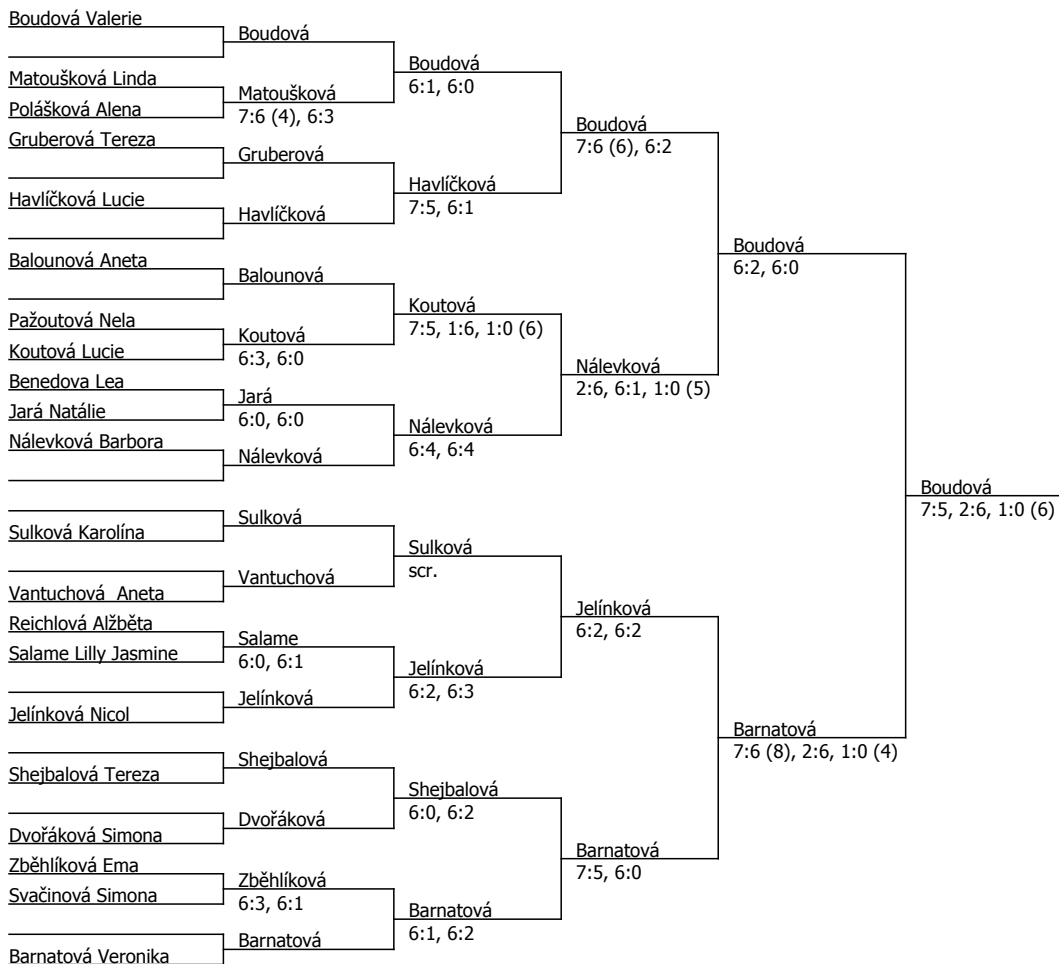 Boudová Valerie
Boudová
Boudová
6:1, 6:0
Matoušková Linda
Matoušková
7:6 (4), 6:3
Polášková Alena
Boudová
7:6 (6), 6:2
Gruberová Tereza
Gruberová
Havlíčková
7:5, 6:1
Havlíčková Lucie
Havlíčková
Boudová
6:2, 6:0
Balounová Aneta
Balounová
Koutová
7:5, 1:6, 1:0 (6)
Pažoutová Nela
Koutová
6:3, 6:0
Koutová Lucie
Nálevková
2:6, 6:1, 1:0 (5)
Benedova Lea
Jará
6:0, 6:0
Jará Natálie
Nálevková
6:4, 6:4
Nálevková Barbora
Nálevková
Boudová
7:5, 2:6, 1:0 (6)
Sulková
Sulková Karolína
Sulková
scr.
Vantuchová
Vantuchová  Aneta
Jelínková
6:2, 6:2
Reichlová Alžběta
Salame
6:0, 6:1
Salame Lilly Jasmine
Jelínková
6:2, 6:3
Jelínková
Jelínková Nicol
Barnatová
7:6 (8), 2:6, 1:0 (4)
Shejbalová
Shejbalová Tereza
Shejbalová
6:0, 6:2
Dvořáková
Dvořáková Simona
Barnatová
7:5, 6:0
Zběhlíková Ema
Zběhlíková
6:3, 6:1
Svačinová Simona
Barnatová
6:1, 6:2
Barnatová
Barnatová Veronika